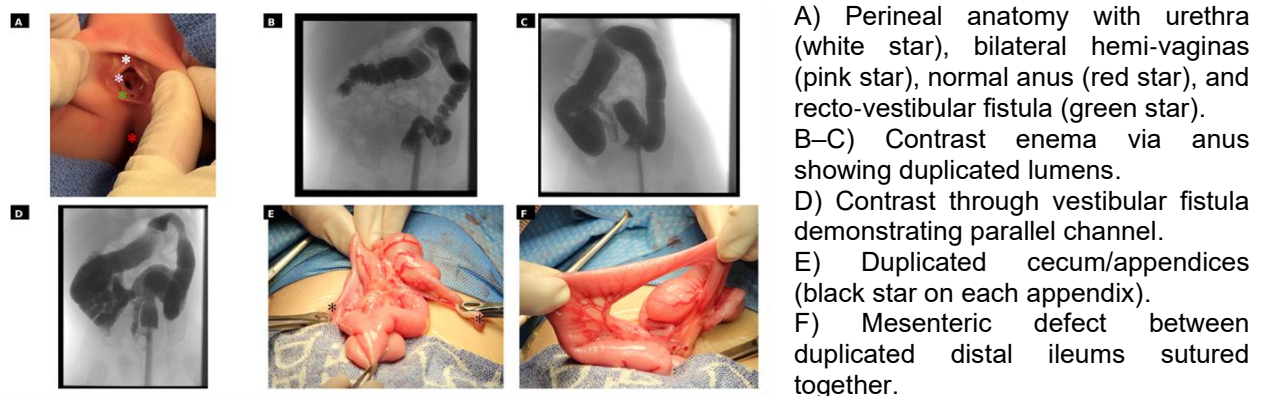 A
B
C
D
E
F
A) Perineal anatomy with urethra
(white star), bilateral hemi-vaginas
(pink star), normal anus (red star), and
recto-vestibular fistula (green star).
B–C) Contrast enema via anus
showing duplicated lumens.
D) Contrast through vestibular fistula
demonstrating parallel channel.
E) Duplicated cecum/appendices
(black star on each appendix).
F) Mesenteric defect between
duplicated distal ileums sutured
together.